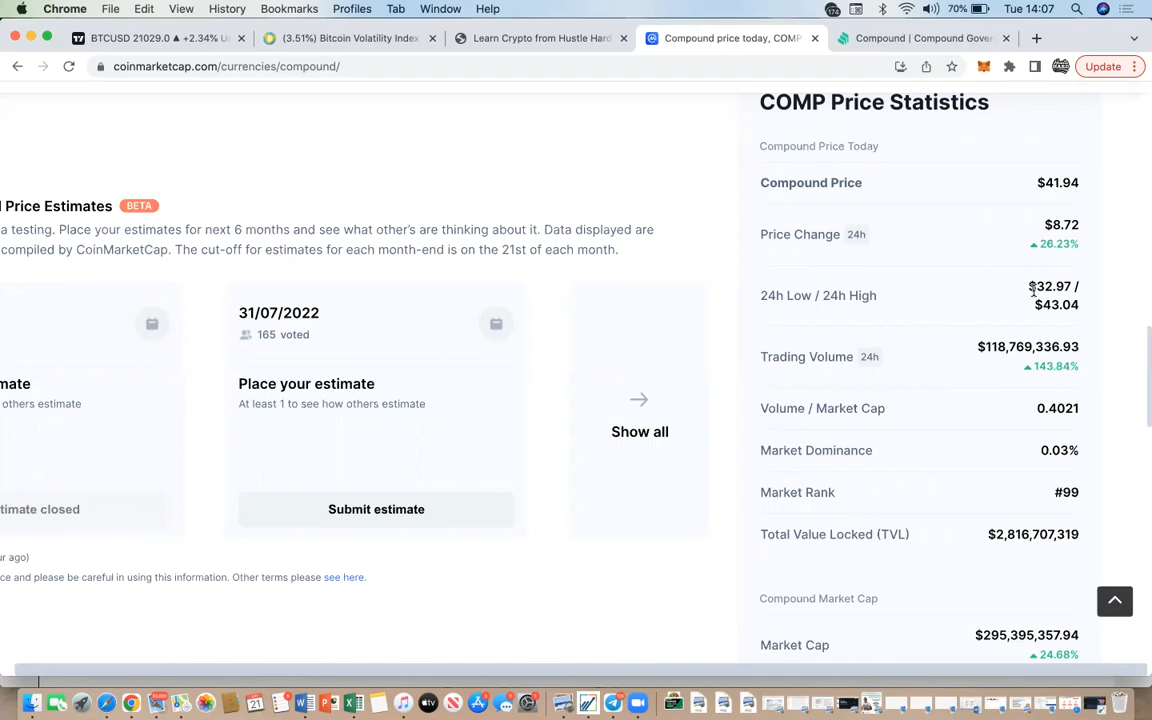 Chrome File Edit View History Bookmarks Profiles Tab Window Help
174 70% Tue 14:07
BTCUSD 21029.0 ▲ +2.34% U
(3.51%) Bitcoin Volatility Index
Learn Crypto from Hustle Hard
Compound price today, COMP
Compound | Compound Gover
coinmarketcap.com/currencies/compound/
Update
COMP Price Statistics
Compound Price Today
Compound Price $41.94
Price Change 24h $8.72
▲ 26.23%
24h Low / 24h High $32.97 /
$43.04
Trading Volume 24h $118,769,336.93
▲ 143.84%
Volume / Market Cap 0.4021
Market Dominance 0.03%
Market Rank #99
Total Value Locked (TVL) $2,816,707,319
Compound Market Cap
Market Cap $295,395,357.94
▲ 24.68%
d Price Estimates BETA
a testing. Place your estimates for next 6 months and see what other's are thinking about it. Data displayed are
compiled by CoinMarketCap. The cut-off for estimates for each month-end is on the 21st of each month.
31/07/2022
165 voted
mate
others estimate
Place your estimate
At least 1 to see how others estimate
timate closed
Submit estimate
Show all
ur ago)
ce and please be careful in using this information. Other terms please see here.